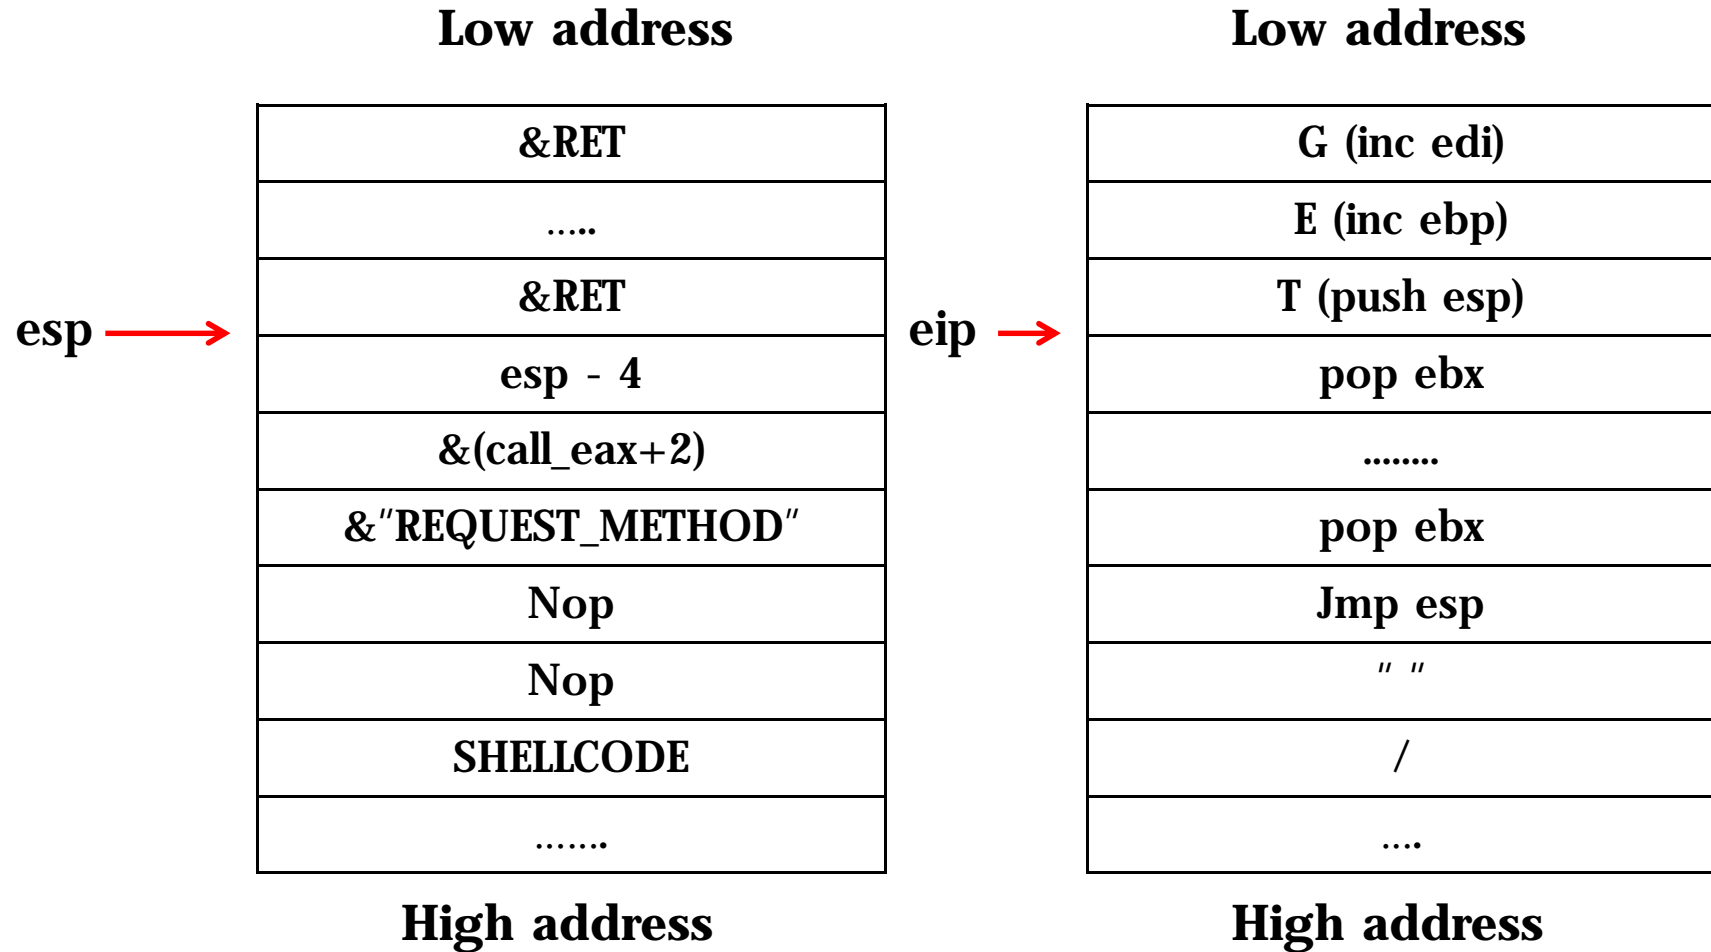 Low address
&RET
.....
&RET
esp
esp - 4
&(call_eax+2)
&"REQUEST_METHOD"
Nop
Nop
SHELLCODE
.......
High address
Low address
G (inc edi)
E (inc ebp)
T (push esp)
eip
pop ebx
........
pop ebx
Jmp esp
" "
/
....
High address